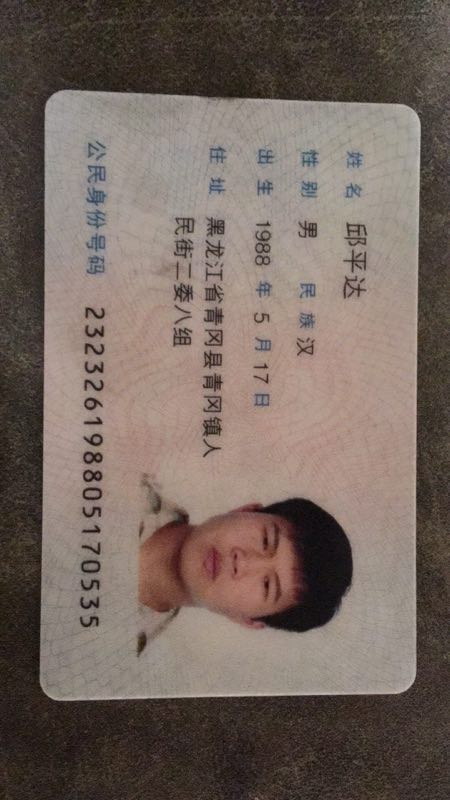 姓名 邱平达
性别 男 民族 汉
出生 1988 年 5 月 17 日
住址 黑龙江省青冈县青冈镇人
民街二委八组
公民身份号码 232326198805170535